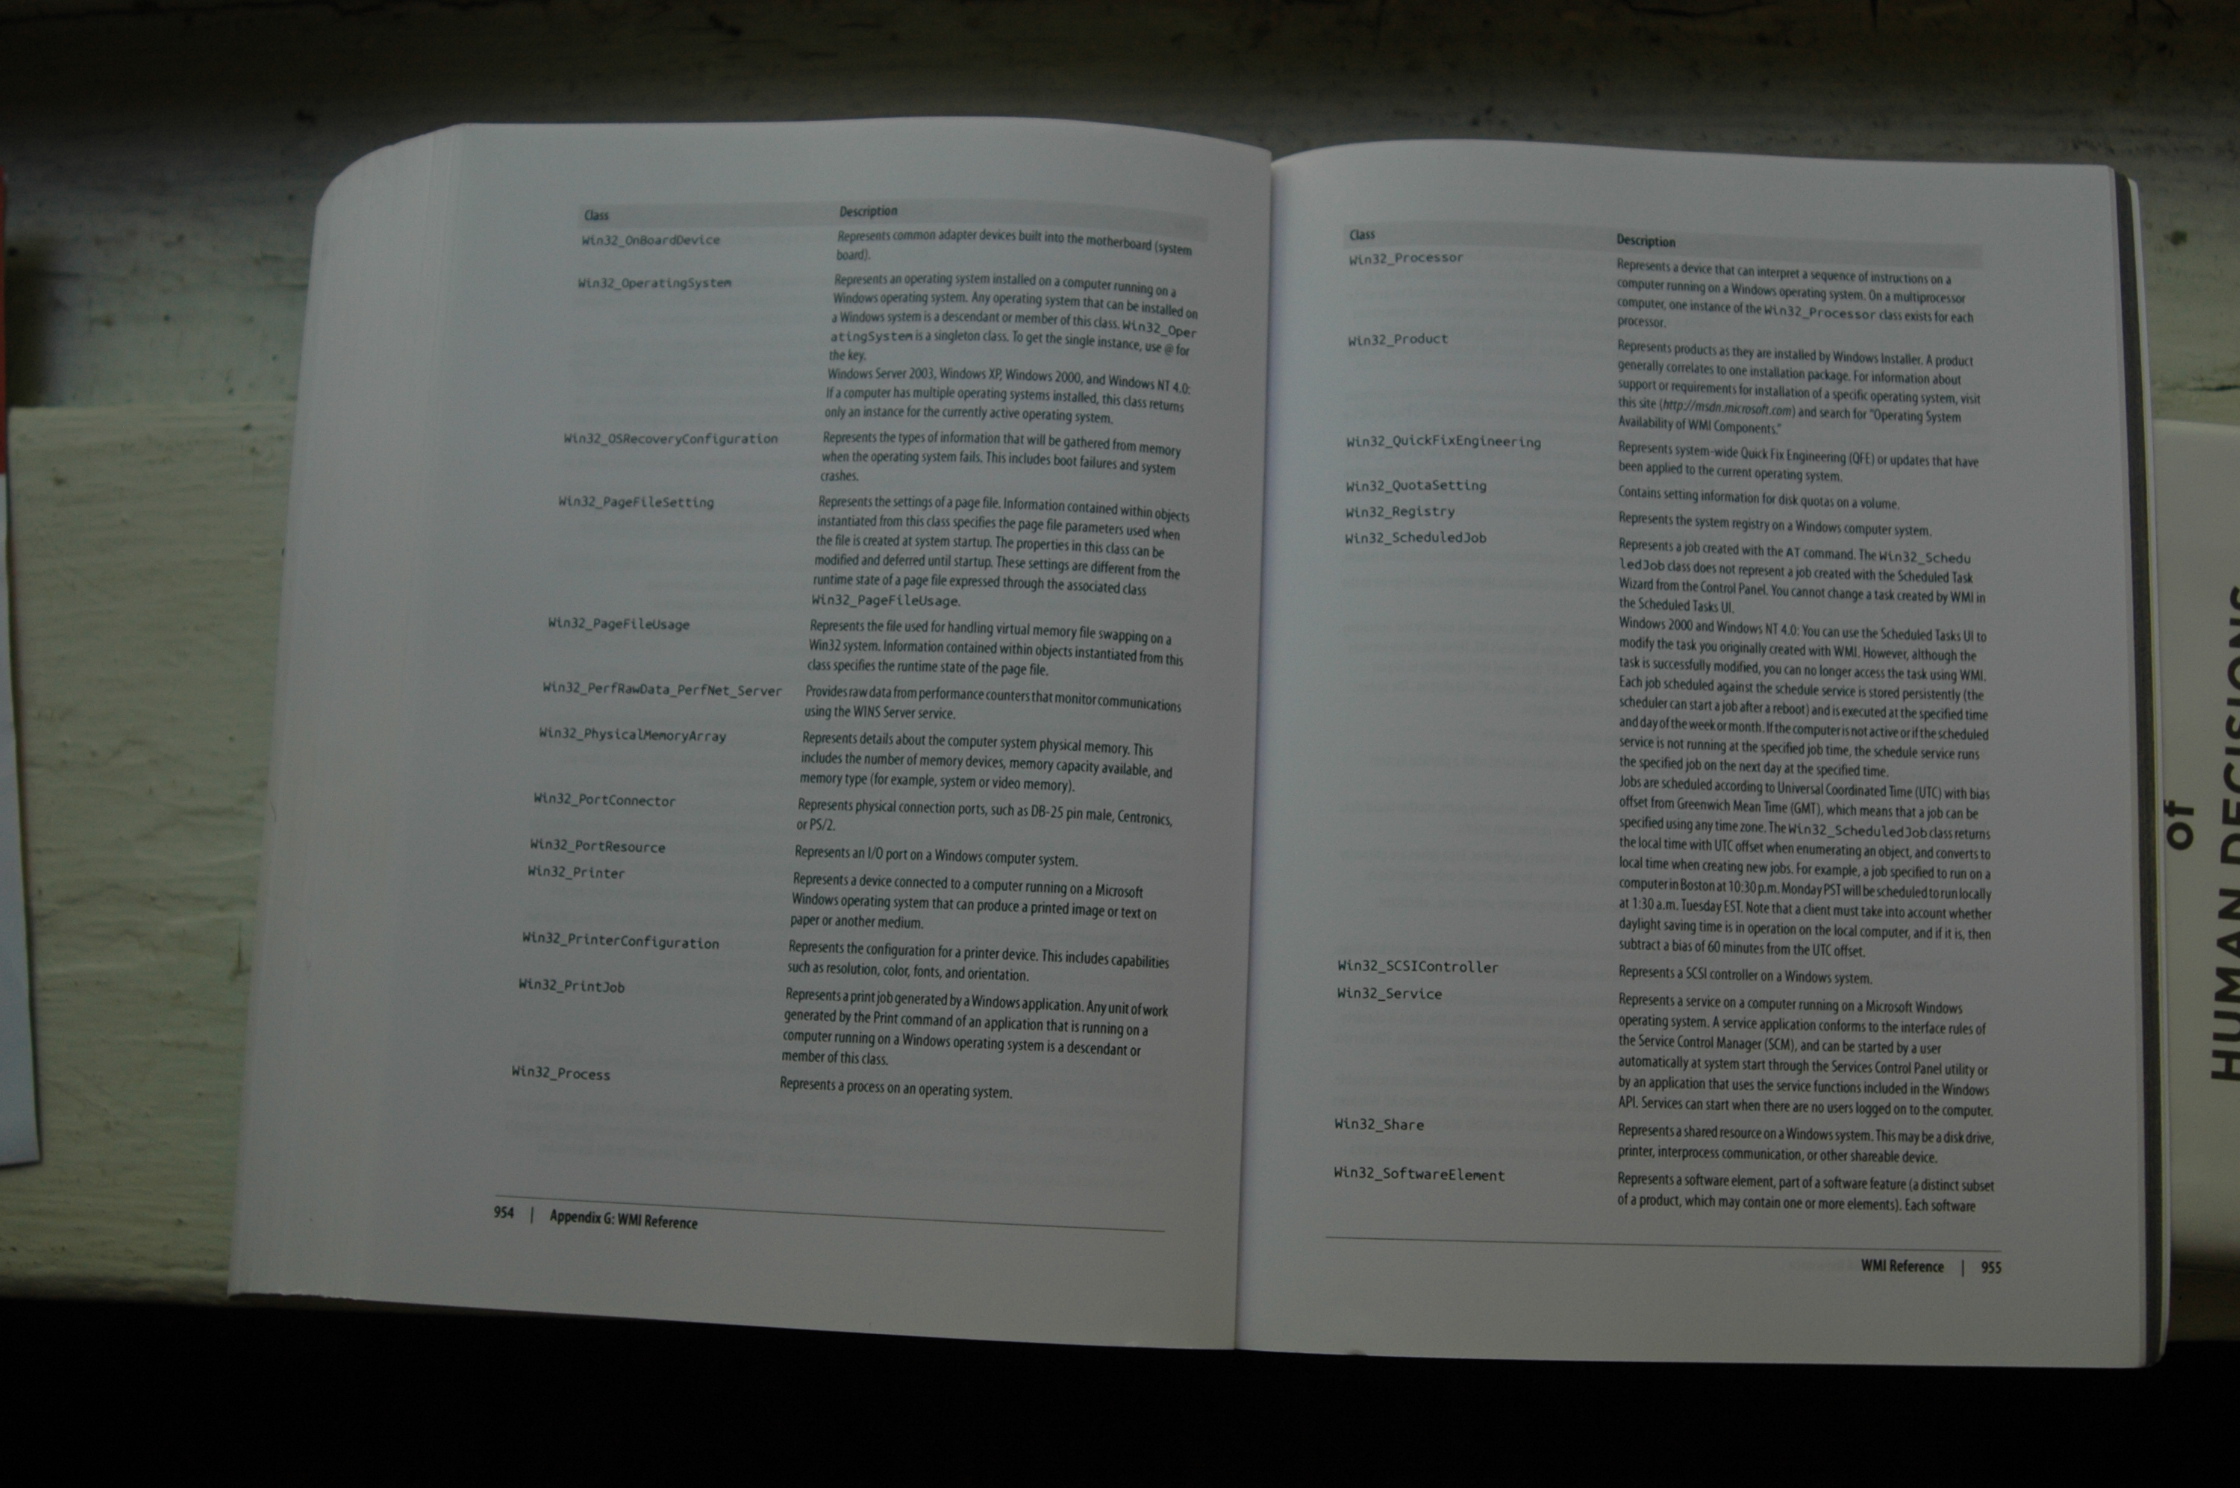 Class Description
Win32_OnBoardDevice Represents common adapter devices built into the motherboard (system
board).
Win32_OperatingSystem Represents an operating system installed on a computer running on a
Windows operating system. Any operating system that can be installed on
a Windows system is a descendant or member of this class. Win32_Oper
atingSystem is a singleton class. To get the single instance, use @ for
the key.
Windows Server 2003, Windows XP, Windows 2000, and Windows NT 4.0:
If a computer has multiple operating systems installed, this class returns
only an instance for the currently active operating system.
Win32_OSRecoveryConfiguration Represents the types of information that will be gathered from memory
when the operating system fails. This includes boot failures and system
crashes.
Win32_PageFileSetting Represents the settings of a page file. Information contained within objects
instantiated from this class specifies the page file parameters used when
the file is created at system startup. The properties in this class can be
modified and deferred until startup. These settings are different from the
runtime state of a page file expressed through the associated class
Win32_PageFileUsage.
Win32_PageFileUsage Represents the file used for handling virtual memory file swapping on a
Win32 system. Information contained within objects instantiated from this
class specifies the runtime state of the page file.
Win32_PerfRawData_PerfNet_Server Provides raw data from performance counters that monitor communications
using the WINS Server service.
Win32_PhysicalMemoryArray Represents details about the computer system physical memory. This
includes the number of memory devices, memory capacity available, and
memory type (for example, system or video memory).
Win32_PortConnector Represents physical connection ports, such as DB-25 pin male, Centronics,
or PS/2.
Win32_PortResource Represents an I/O port on a Windows computer system.
Win32_Printer Represents a device connected to a computer running on a Microsoft
Windows operating system that can produce a printed image or text on
paper or another medium.
Win32_PrinterConfiguration Represents the configuration for a printer device. This includes capabilities
such as resolution, color, fonts, and orientation.
Win32_PrintJob Represents a print job generated by a Windows application. Any unit of work
generated by the Print command of an application that is running on a
computer running on a Windows operating system is a descendant or
member of this class.
Win32_Process Represents a process on an operating system.
954 | Appendix G: WMI Reference
Class Description
Win32_Processor Represents a device that can interpret a sequence of instructions on a
computer running on a Windows operating system. On a multiprocessor
computer, one instance of the Win32_Processor class exists for each
processor.
Win32_Product Represents products as they are installed by Windows Installer. A product
generally correlates to one installation package. For information about
support or requirements for installation of a specific operating system, visit
this site (http://msdn.microsoft.com) and search for "Operating System
Availability of WMI Components."
Win32_QuickFixEngineering Represents system-wide Quick Fix Engineering (QFE) or updates that have
been applied to the current operating system.
Win32_QuotaSetting Contains setting information for disk quotas on a volume.
Win32_Registry Represents the system registry on a Windows computer system.
Win32_ScheduledJob Represents a job created with the AT command. The Win32_Schedu
ledJob class does not represent a job created with the Scheduled Task
Wizard from the Control Panel. You cannot change a task created by WMI in
the Scheduled Tasks UI.
Windows 2000 and Windows NT 4.0: You can use the Scheduled Tasks UI to
modify the task you originally created with WMI. However, although the
task is successfully modified, you can no longer access the task using WMI.
Each job scheduled against the schedule service is stored persistently (the
scheduler can start a job after a reboot) and is executed at the specified time
and day of the week or month. If the computer is not active or if the scheduled
service is not running at the specified job time, the schedule service runs
the specified job on the next day at the specified time.
Jobs are scheduled according to Universal Coordinated Time (UTC) with bias
offset from Greenwich Mean Time (GMT), which means that a job can be
specified using any time zone. The Win32_ScheduledJob class returns
the local time with UTC offset when enumerating an object, and converts to
local time when creating new jobs. For example, a job specified to run on a
computer in Boston at 10:30 p.m. Monday PST will be scheduled to run locally
at 1:30 a.m. Tuesday EST. Note that a client must take into account whether
daylight saving time is in operation on the local computer, and if it is, then
subtract a bias of 60 minutes from the UTC offset.
Win32_SCSIController Represents a SCSI controller on a Windows system.
Win32_Service Represents a service on a computer running on a Microsoft Windows
operating system. A service application conforms to the interface rules of
the Service Control Manager (SCM), and can be started by a user
automatically at system start through the Services Control Panel utility or
by an application that uses the service functions included in the Windows
API. Services can start when there are no users logged on to the computer.
Win32_Share Represents a shared resource on a Windows system. This may be a disk drive,
printer, interprocess communication, or other shareable device.
Win32_SoftwareElement Represents a software element, part of a software feature (a distinct subset
of a product, which may contain one or more elements). Each software
WMI Reference | 955
of
HUMAN DECISIONS